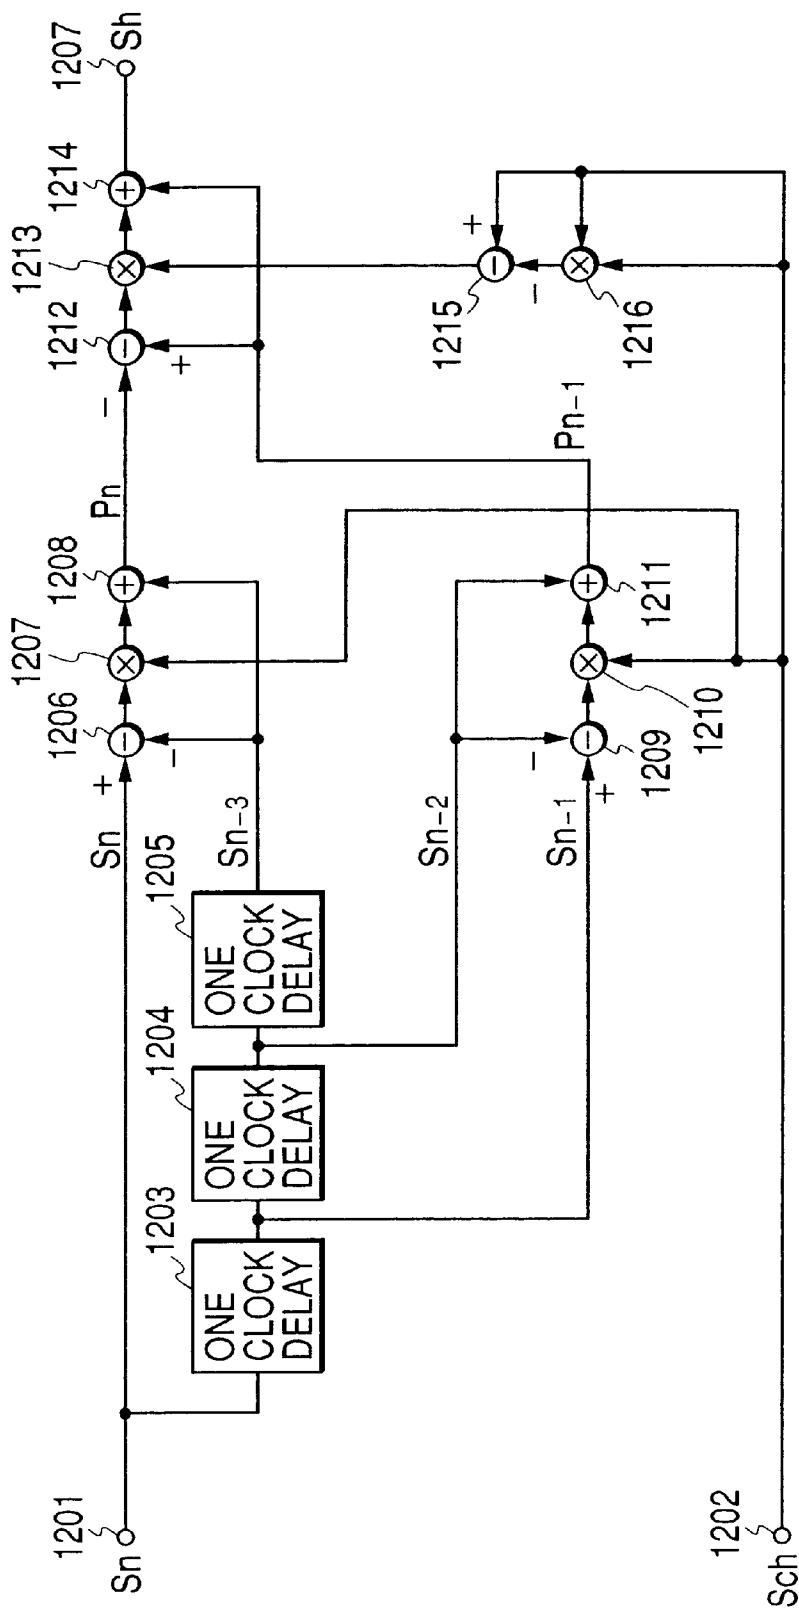 1201
Sn
1202
Sch
1203
ONE
CLOCK
DELAY
1204
ONE
CLOCK
DELAY
1205
ONE
CLOCK
DELAY
Sn
+
Sn-3
−
Sn-2
−
Sn-1
+
1206
−
1207
×
1208
+
1209
−
1210
×
1211
+
Pn
−
Pn-1
+
1212
−
1213
×
1214
+
1215
−
+
−
1216
×
1207
Sh